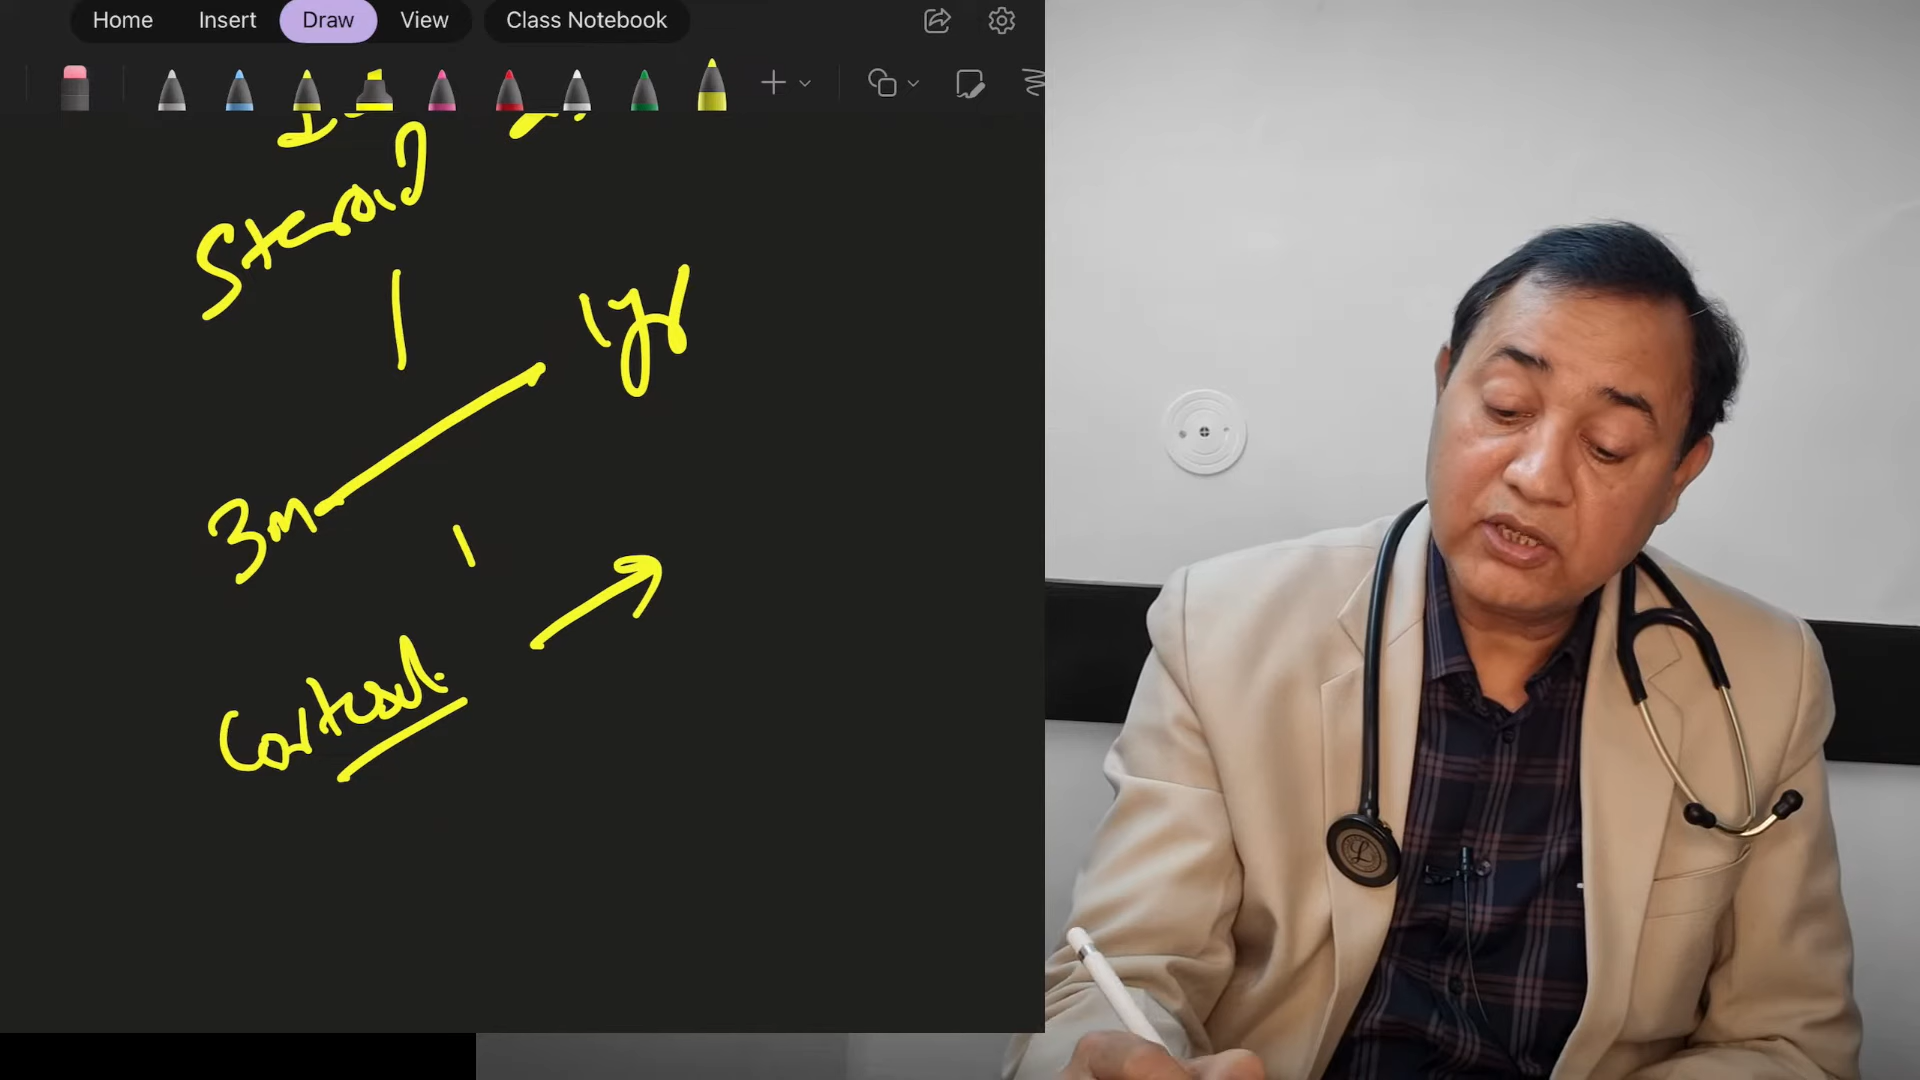 Home Insert Draw View Class Notebook
Steroid
1yr
3m
Cortisol